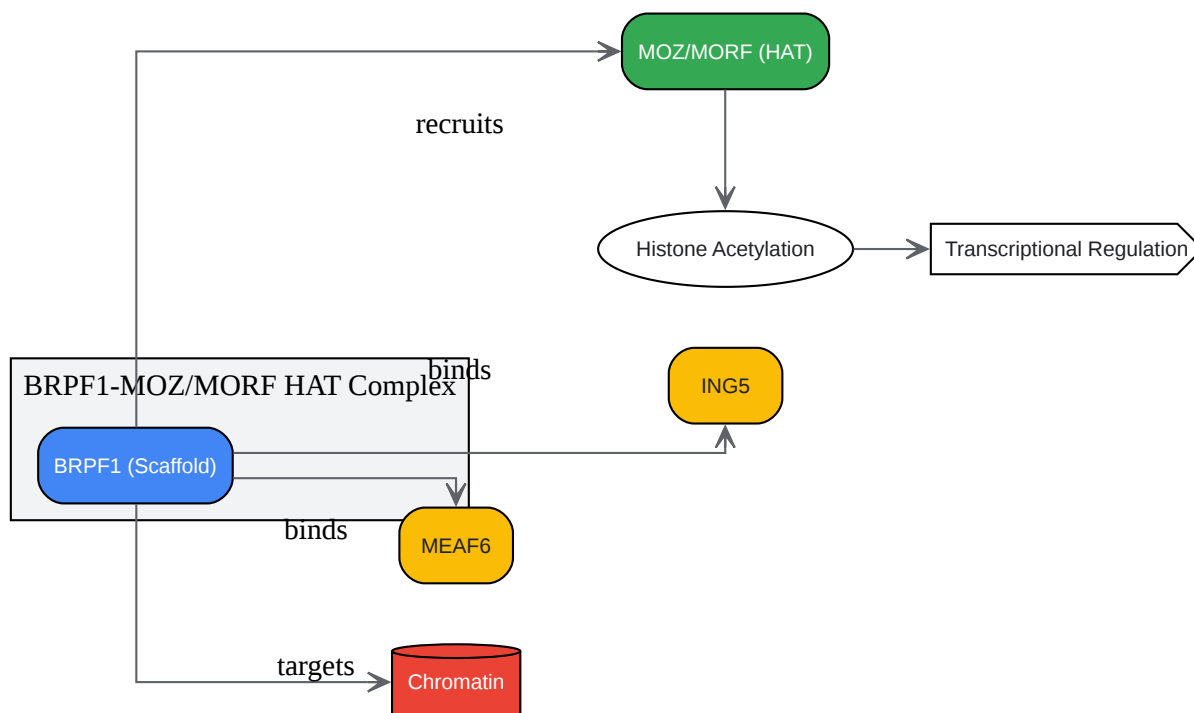 MOZ/MORF (HAT)
recruits
Histone Acetylation
Transcriptional Regulation
binds
ING5
BRPF1-MOZ/MORF HAT Complex
BRPF1 (Scaffold)
binds
MEAF6
targets
Chromatin